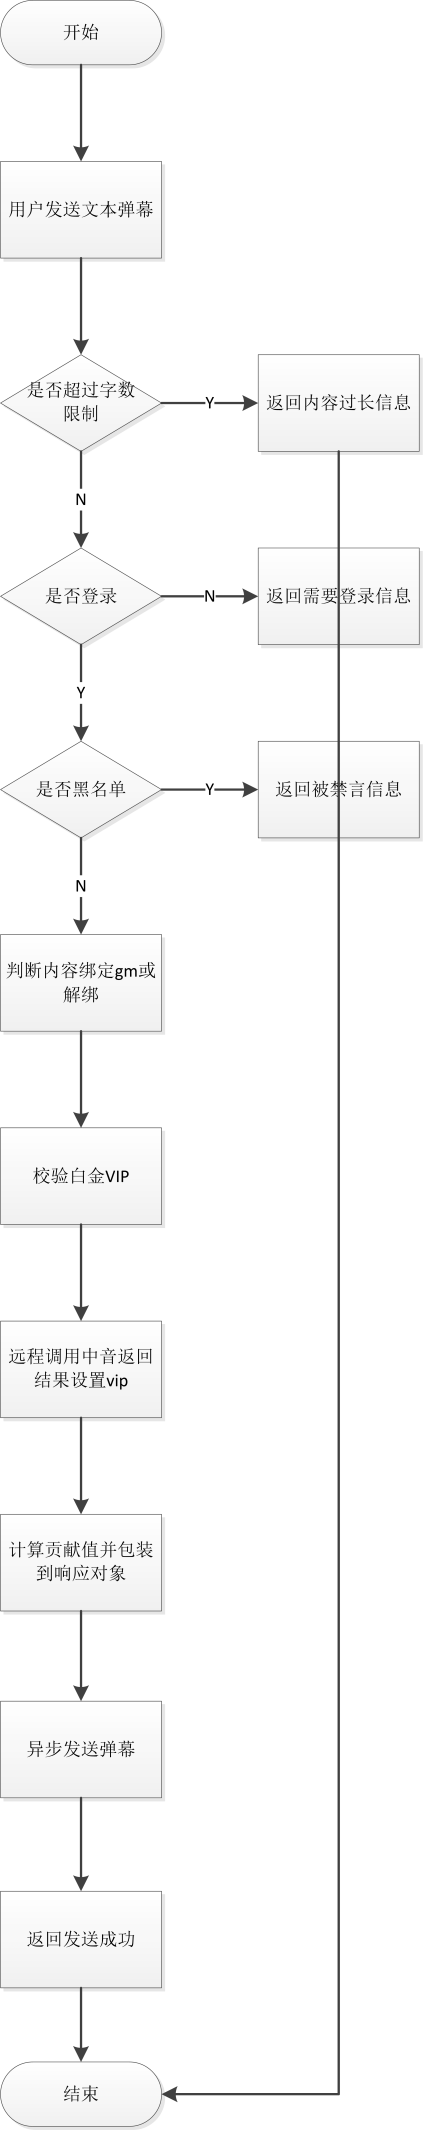 开始
用户发送文本弹幕
是否超过字数
限制
Y
返回内容过长信息
N
是否登录
N
返回需要登录信息
Y
是否黑名单
Y
返回被禁言信息
N
判断内容绑定gm或
解绑
校验白金VIP
远程调用中音返回
结果设置vip
计算贡献值并包装
到响应对象
异步发送弹幕
返回发送成功
结束